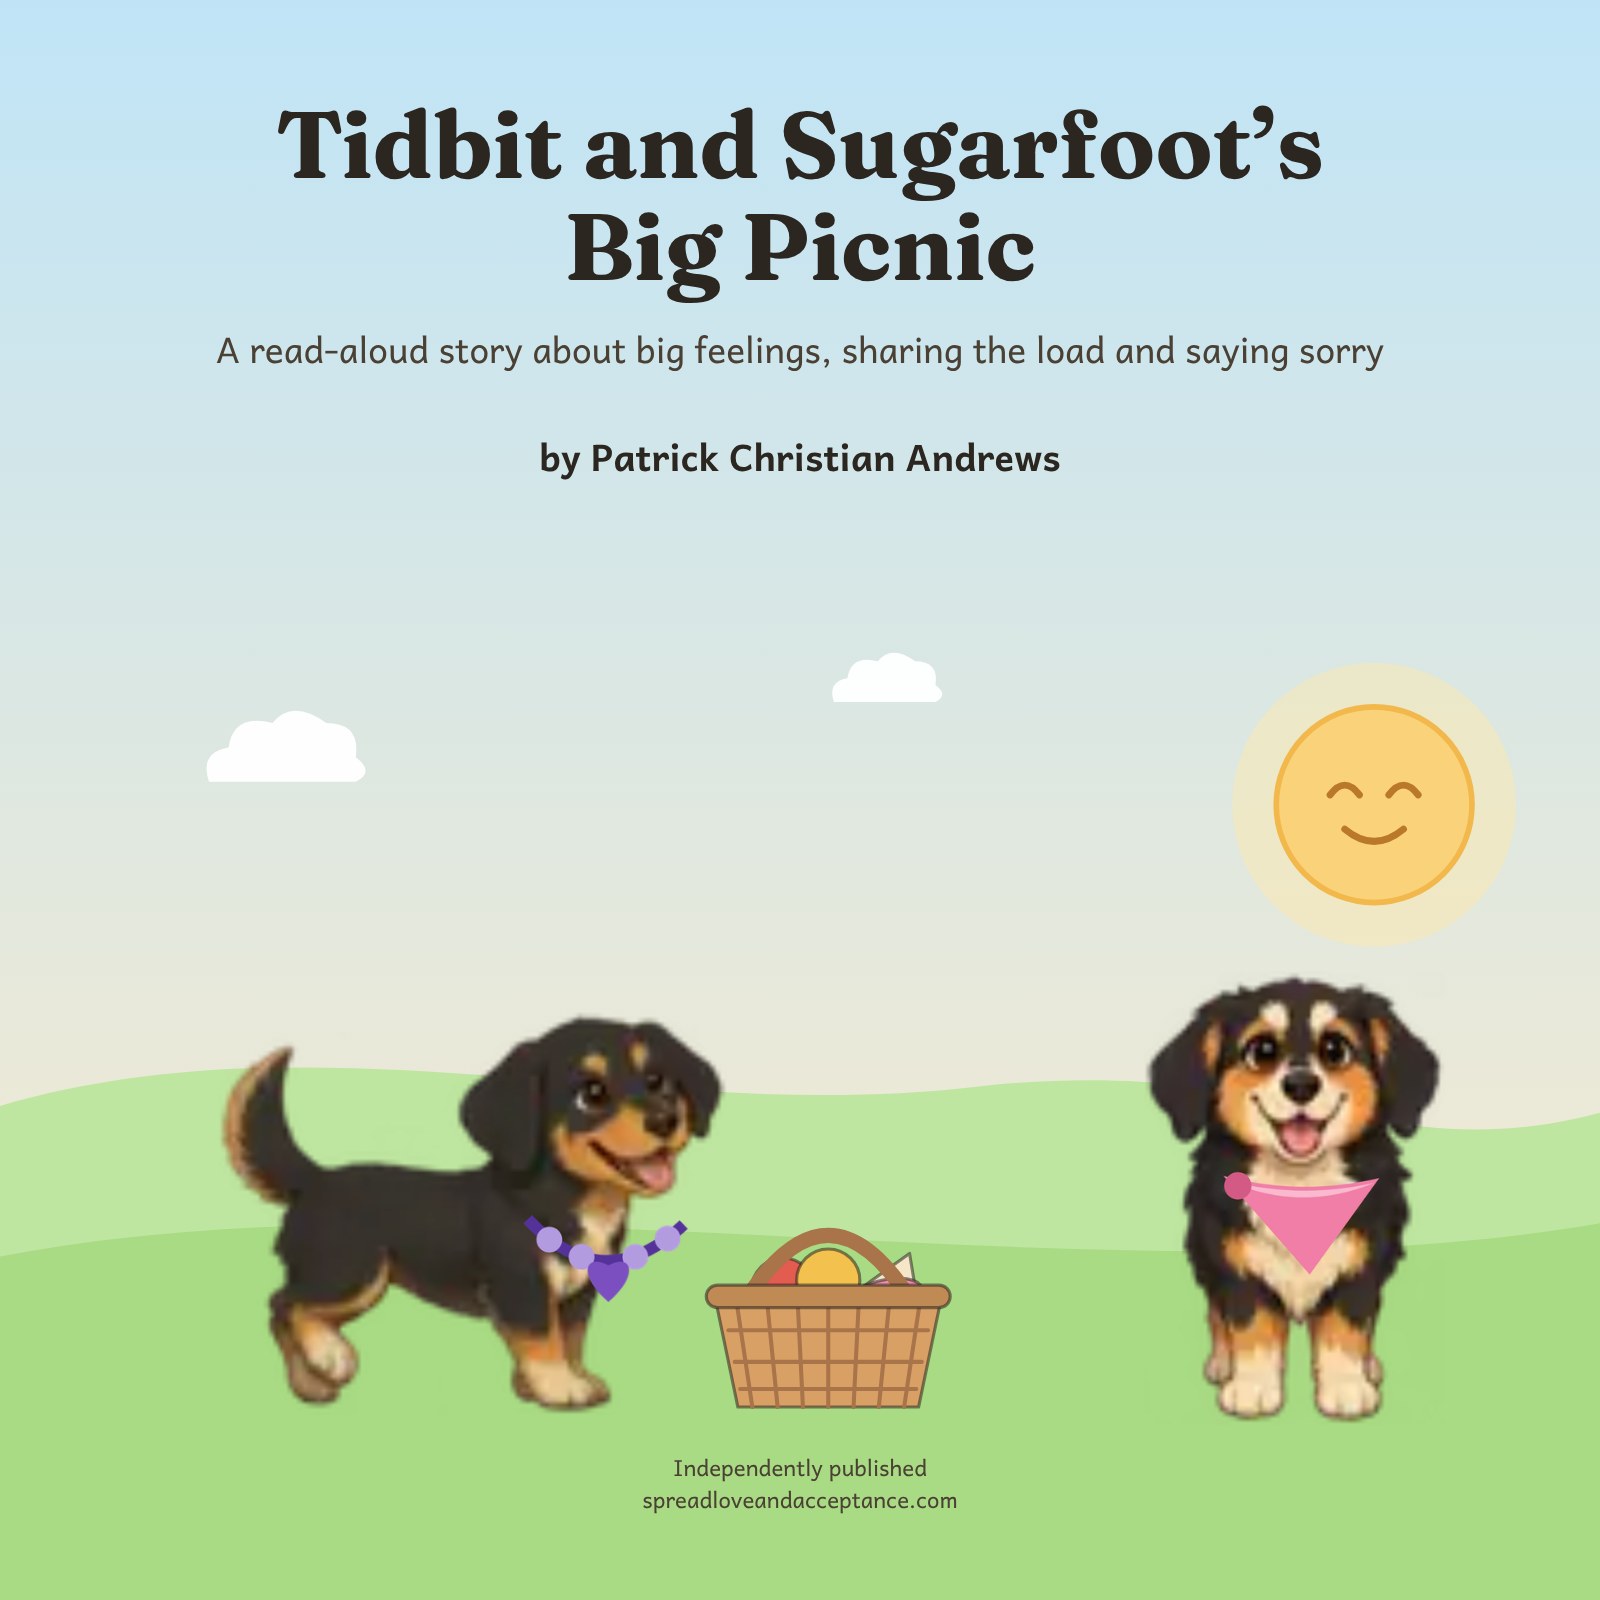 Tidbit and Sugarfoot’s
Big Picnic
A read-aloud story about big feelings, sharing the load and saying sorry
by Patrick Christian Andrews
Independently published
spreadloveandacceptance.com